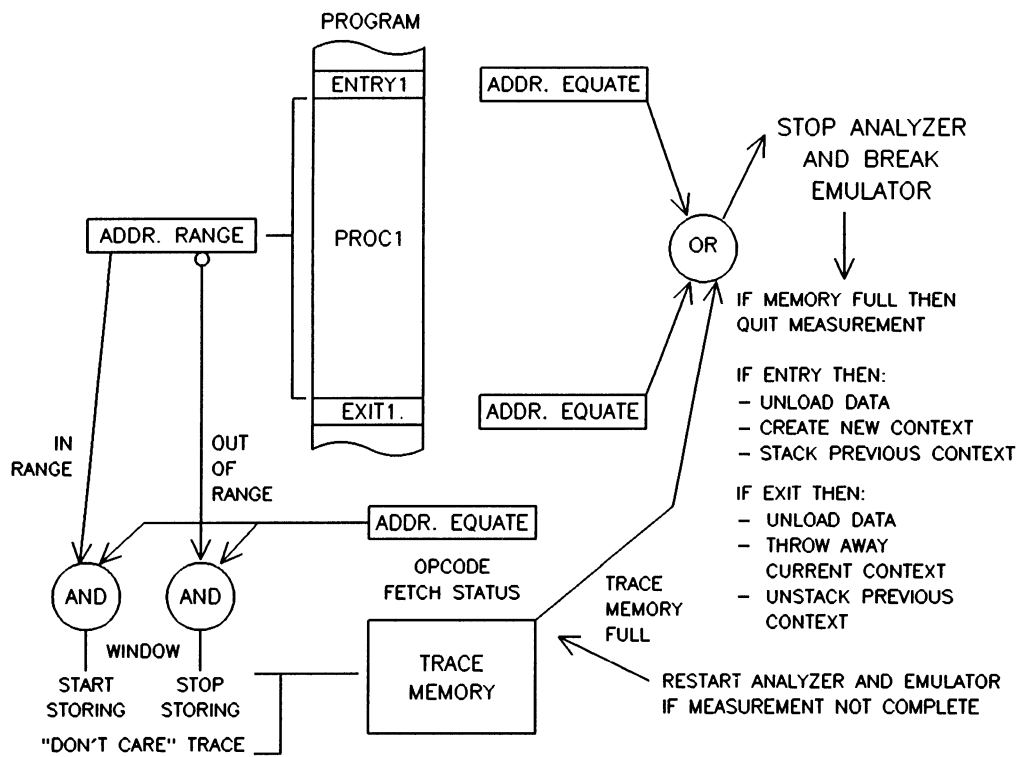 PROGRAM
ENTRY1
ADDR. EQUATE
STOP ANALYZER
AND BREAK
EMULATOR
ADDR. RANGE
PROC1
OR
IF MEMORY FULL THEN
QUIT MEASUREMENT
IF ENTRY THEN:
- UNLOAD DATA
- CREATE NEW CONTEXT
- STACK PREVIOUS CONTEXT
EXIT1.
ADDR. EQUATE
IN
RANGE
OUT
OF
RANGE
IF EXIT THEN:
- UNLOAD DATA
- THROW AWAY
CURRENT CONTEXT
- UNSTACK PREVIOUS
CONTEXT
ADDR. EQUATE
OPCODE
FETCH STATUS
AND
AND
TRACE
MEMORY
FULL
WINDOW
START
STORING
STOP
STORING
"DON'T CARE" TRACE
TRACE
MEMORY
RESTART ANALYZER AND EMULATOR
IF MEASUREMENT NOT COMPLETE